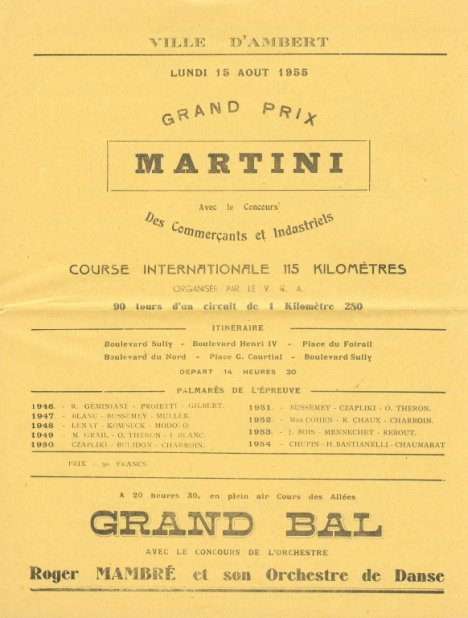 VILLE D'AMBERT
LUNDI 15 AOUT 1955
GRAND PRIX
MARTINI
Avec le Concours
Des Commerçants et Industriels
COURSE INTERNATIONALE 115 KILOMÉTRES
ORGANISÉE PAR LE V. C. A.
90 tours d'un circuit de 1 Kilomètre 280
ITINÉRAIRE
Boulevard Sully - Boulevard Henri IV - Place du Foirail
Boulevard du Nord - Place G. Courtial - Boulevard Sully
DEPART 14 HEURES 30
PALMARÈS DE L'ÉPREUVE
1946. - R. GEMINIANI - PROIETTI - GILBERT.
1947 - BLANC - BUSSEMEY - MULLER.
1948 - LENAT - KOWSECK - MODO O.
1949 M. GRAIL - O. THERON - J. BLANC
1950 CZAPLIKI - BURIDON - CHARROIN.
1951. - BUSSEMEY - CZAPLIKI - O. THERON.
1952. - Max COHEN - R. CHAUX - CHARROIN.
1953. - J. BOIS - MENNECHET - REBOUT.
1954. - CHUPIN - H. BASTIANELLI - CHAUMARAT
PRIX : 50 FRANCS
A 20 heures 30, en plein air Cours des Allées
GRAND BAL
AVEC LE CONCOURS DE L'ORCHESTRE
Roger MAMBRÉ et son Orchestre de Danse